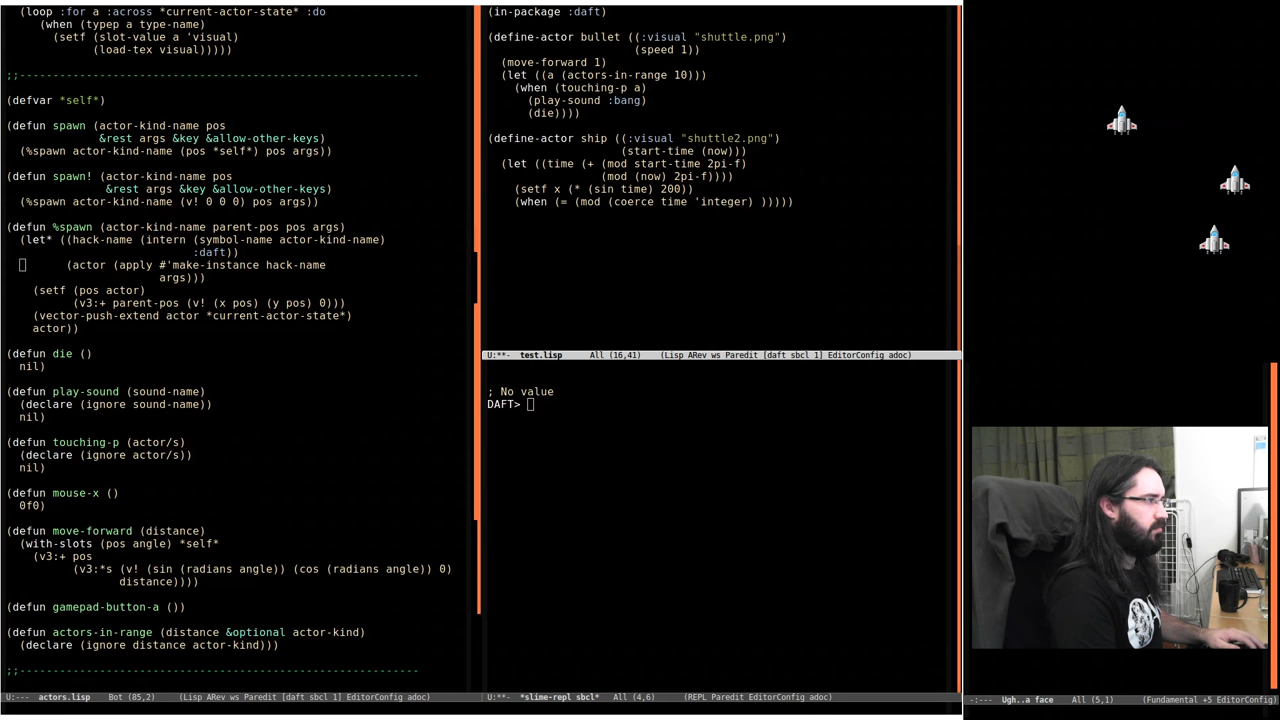 (loop :for a :across *current-actor-state* :do
(when (typep a type-name)
(setf (slot-value a 'visual)
(load-tex visual)))))
;;-------------------------------------------------------------
(defvar *self*)
(defun spawn (actor-kind-name pos
&rest args &key &allow-other-keys)
(%spawn actor-kind-name (pos *self*) pos args))
(defun spawn! (actor-kind-name pos
&rest args &key &allow-other-keys)
(%spawn actor-kind-name (v! 0 0 0) pos args))
(defun %spawn (actor-kind-name parent-pos pos args)
(let* ((hack-name (intern (symbol-name actor-kind-name)
:daft))
(actor (apply #'make-instance hack-name
args)))
(setf (pos actor)
(v3:+ parent-pos (v! (x pos) (y pos) 0)))
(vector-push-extend actor *current-actor-state*)
actor))
(defun die ()
nil)
(defun play-sound (sound-name)
(declare (ignore sound-name))
nil)
(defun touching-p (actor/s)
(declare (ignore actor/s))
nil)
(defun mouse-x ()
0f0)
(defun move-forward (distance)
(with-slots (pos angle) *self*
(v3:+ pos
(v3:*s (v! (sin (radians angle)) (cos (radians angle)) 0)
distance))))
(defun gamepad-button-a ())
(defun actors-in-range (distance &optional actor-kind)
(declare (ignore distance actor-kind)))
;;-------------------------------------------------------------
U:--- actors.lisp Bot (85,2) (Lisp ARev ws Paredit [daft sbcl 1] EditorConfig adoc)
(in-package :daft)
(define-actor bullet ((:visual "shuttle.png")
(speed 1))
(move-forward 1)
(let ((a (actors-in-range 10)))
(when (touching-p a)
(play-sound :bang)
(die))))
(define-actor ship ((:visual "shuttle2.png")
(start-time (now)))
(let ((time (+ (mod start-time 2pi-f)
(mod (now) 2pi-f))))
(setf x (* (sin time) 200))
(when (= (mod (coerce time 'integer) )))))
U:**- test.lisp All (16,41) (Lisp ARev ws Paredit [daft sbcl 1] EditorConfig adoc)
; No value
DAFT>
U:**- *slime-repl sbcl* All (4,6) (REPL Paredit EditorConfig adoc)
-:--- Ugh..a face All (5,1) (Fundamental +5 EditorConfig)